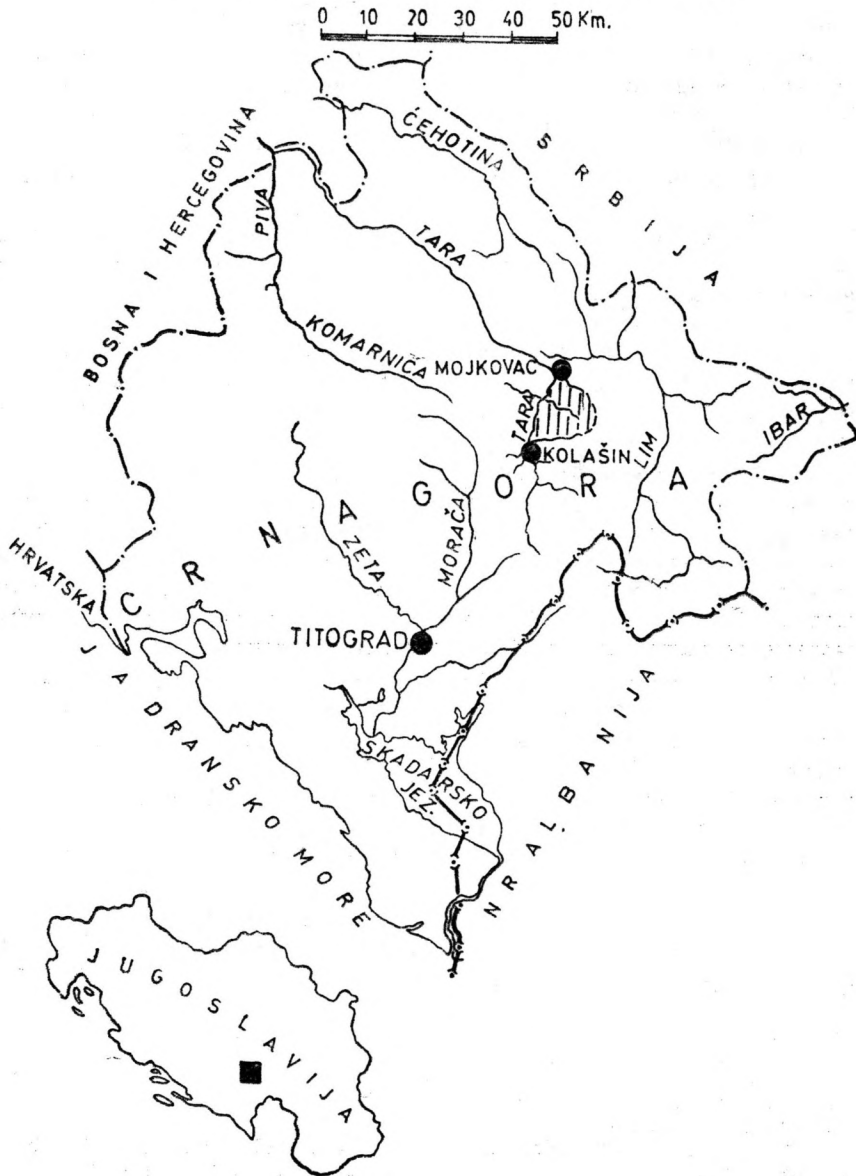 0 10 20 30 40 50 Km.
ĆEHOTINA
SRBIJA
BOSNA I HERCEGOVINA
PIVA
TARA
KOMARNIĆA
MOJKOVAC
TARA
KOLAŠIN
LIM
IBAR
CRNA GORA
MORAČA
ZETA
HRVATSKA
TITOGRAD
JADRANSKO MORE
SKADARSKO
JEZ.
NR ALBANIJA
JUGOSLAVIJA